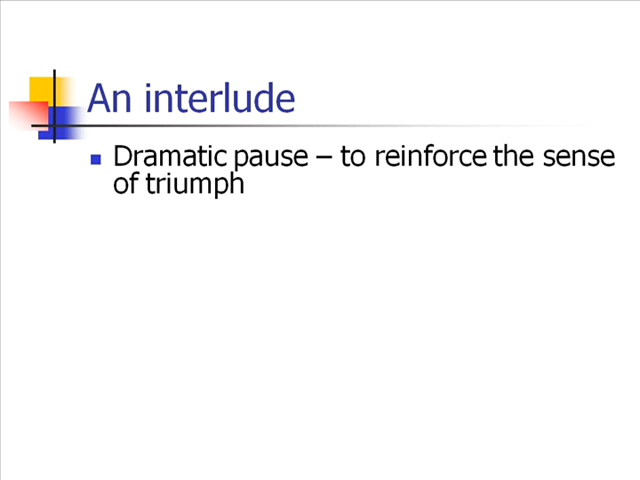 An interlude
Dramatic pause – to reinforce the sense
of triumph